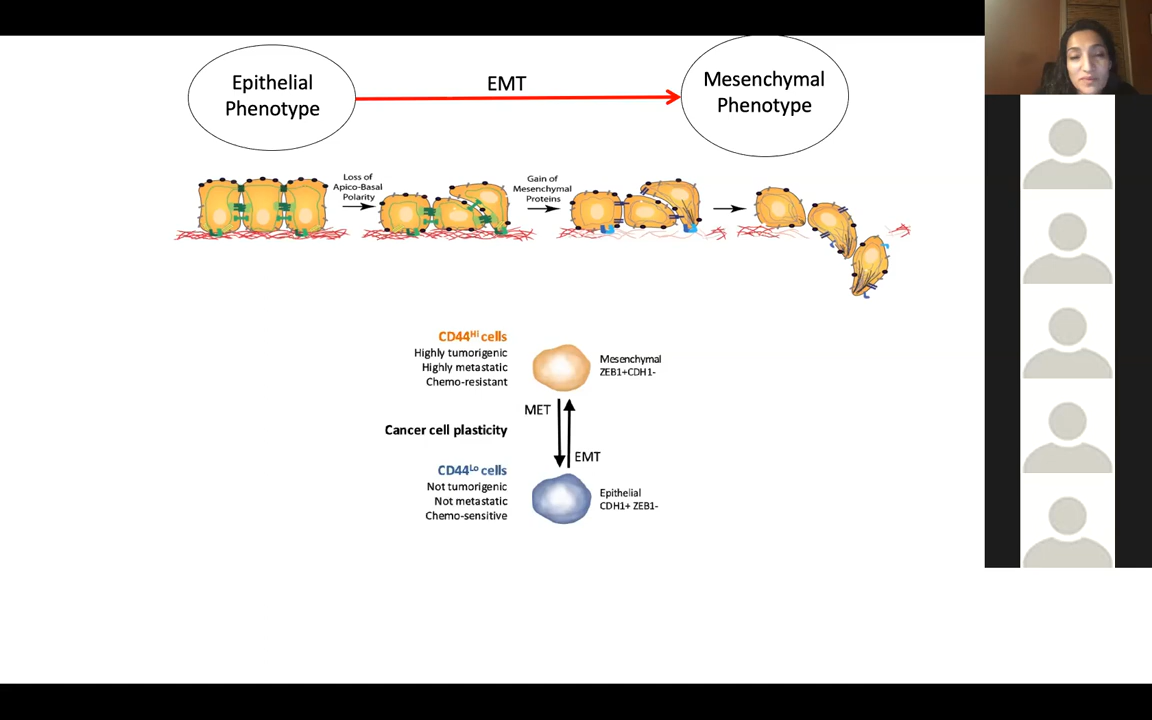 Epithelial
Phenotype
EMT
Mesenchymal
Phenotype
Loss of
Apico-Basal
Polarity
Gain of
Mesenchymal
Proteins
CD44Hi cells
Highly tumorigenic
Highly metastatic
Chemo-resistant
Mesenchymal
ZEB1+CDH1-
MET
Cancer cell plasticity
EMT
CD44Lo cells
Not tumorigenic
Not metastatic
Chemo-sensitive
Epithelial
CDH1+ ZEB1-